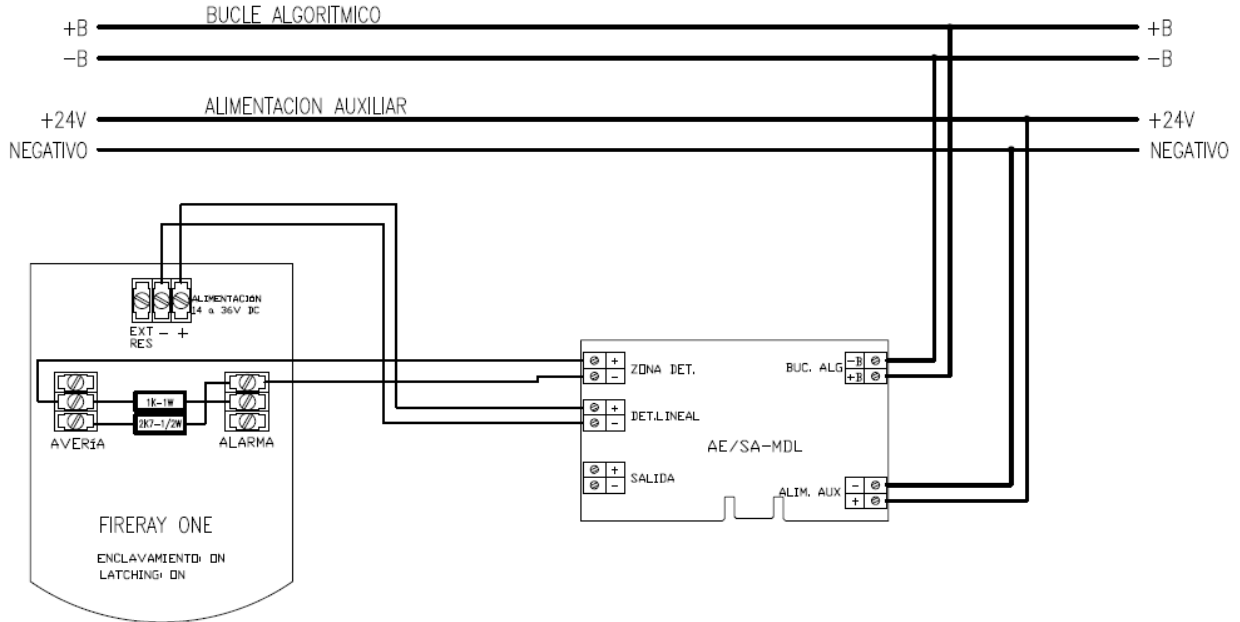 BUCLE ALGORITMICO
+B
+B
-B
-B
ALIMENTACION AUXILIAR
+24V
+24V
NEGATIVO
NEGATIVO
ALIMENTACIÓN
14 a 36V DC
EXT - +
RES
+ ZONA DET.
-
BUC. ALG -B
+B
1K-1W
2K7-1/2W
AVERÍA
ALARMA
+ DET.LINEAL
-
AE/SA-MDL
+ SALIDA
-
ALIM. AUX -
+
FIRERAY ONE
ENCLAVAMIENTO: ON
LATCHING: ON